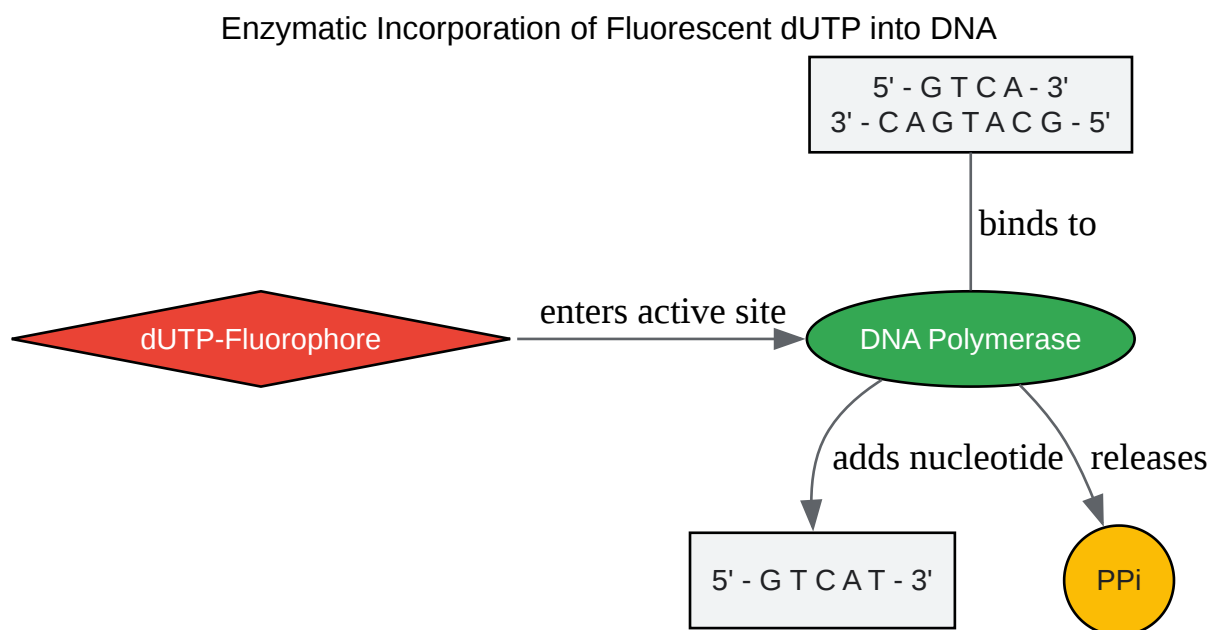 Enzymatic Incorporation of Fluorescent dUTP into DNA
5' - G T C A - 3'
3' - C A G T A C G - 5'
binds to
enters active site
dUTP-Fluorophore
DNA Polymerase
adds nucleotide
releases
5' - G T C A T - 3'
PPi